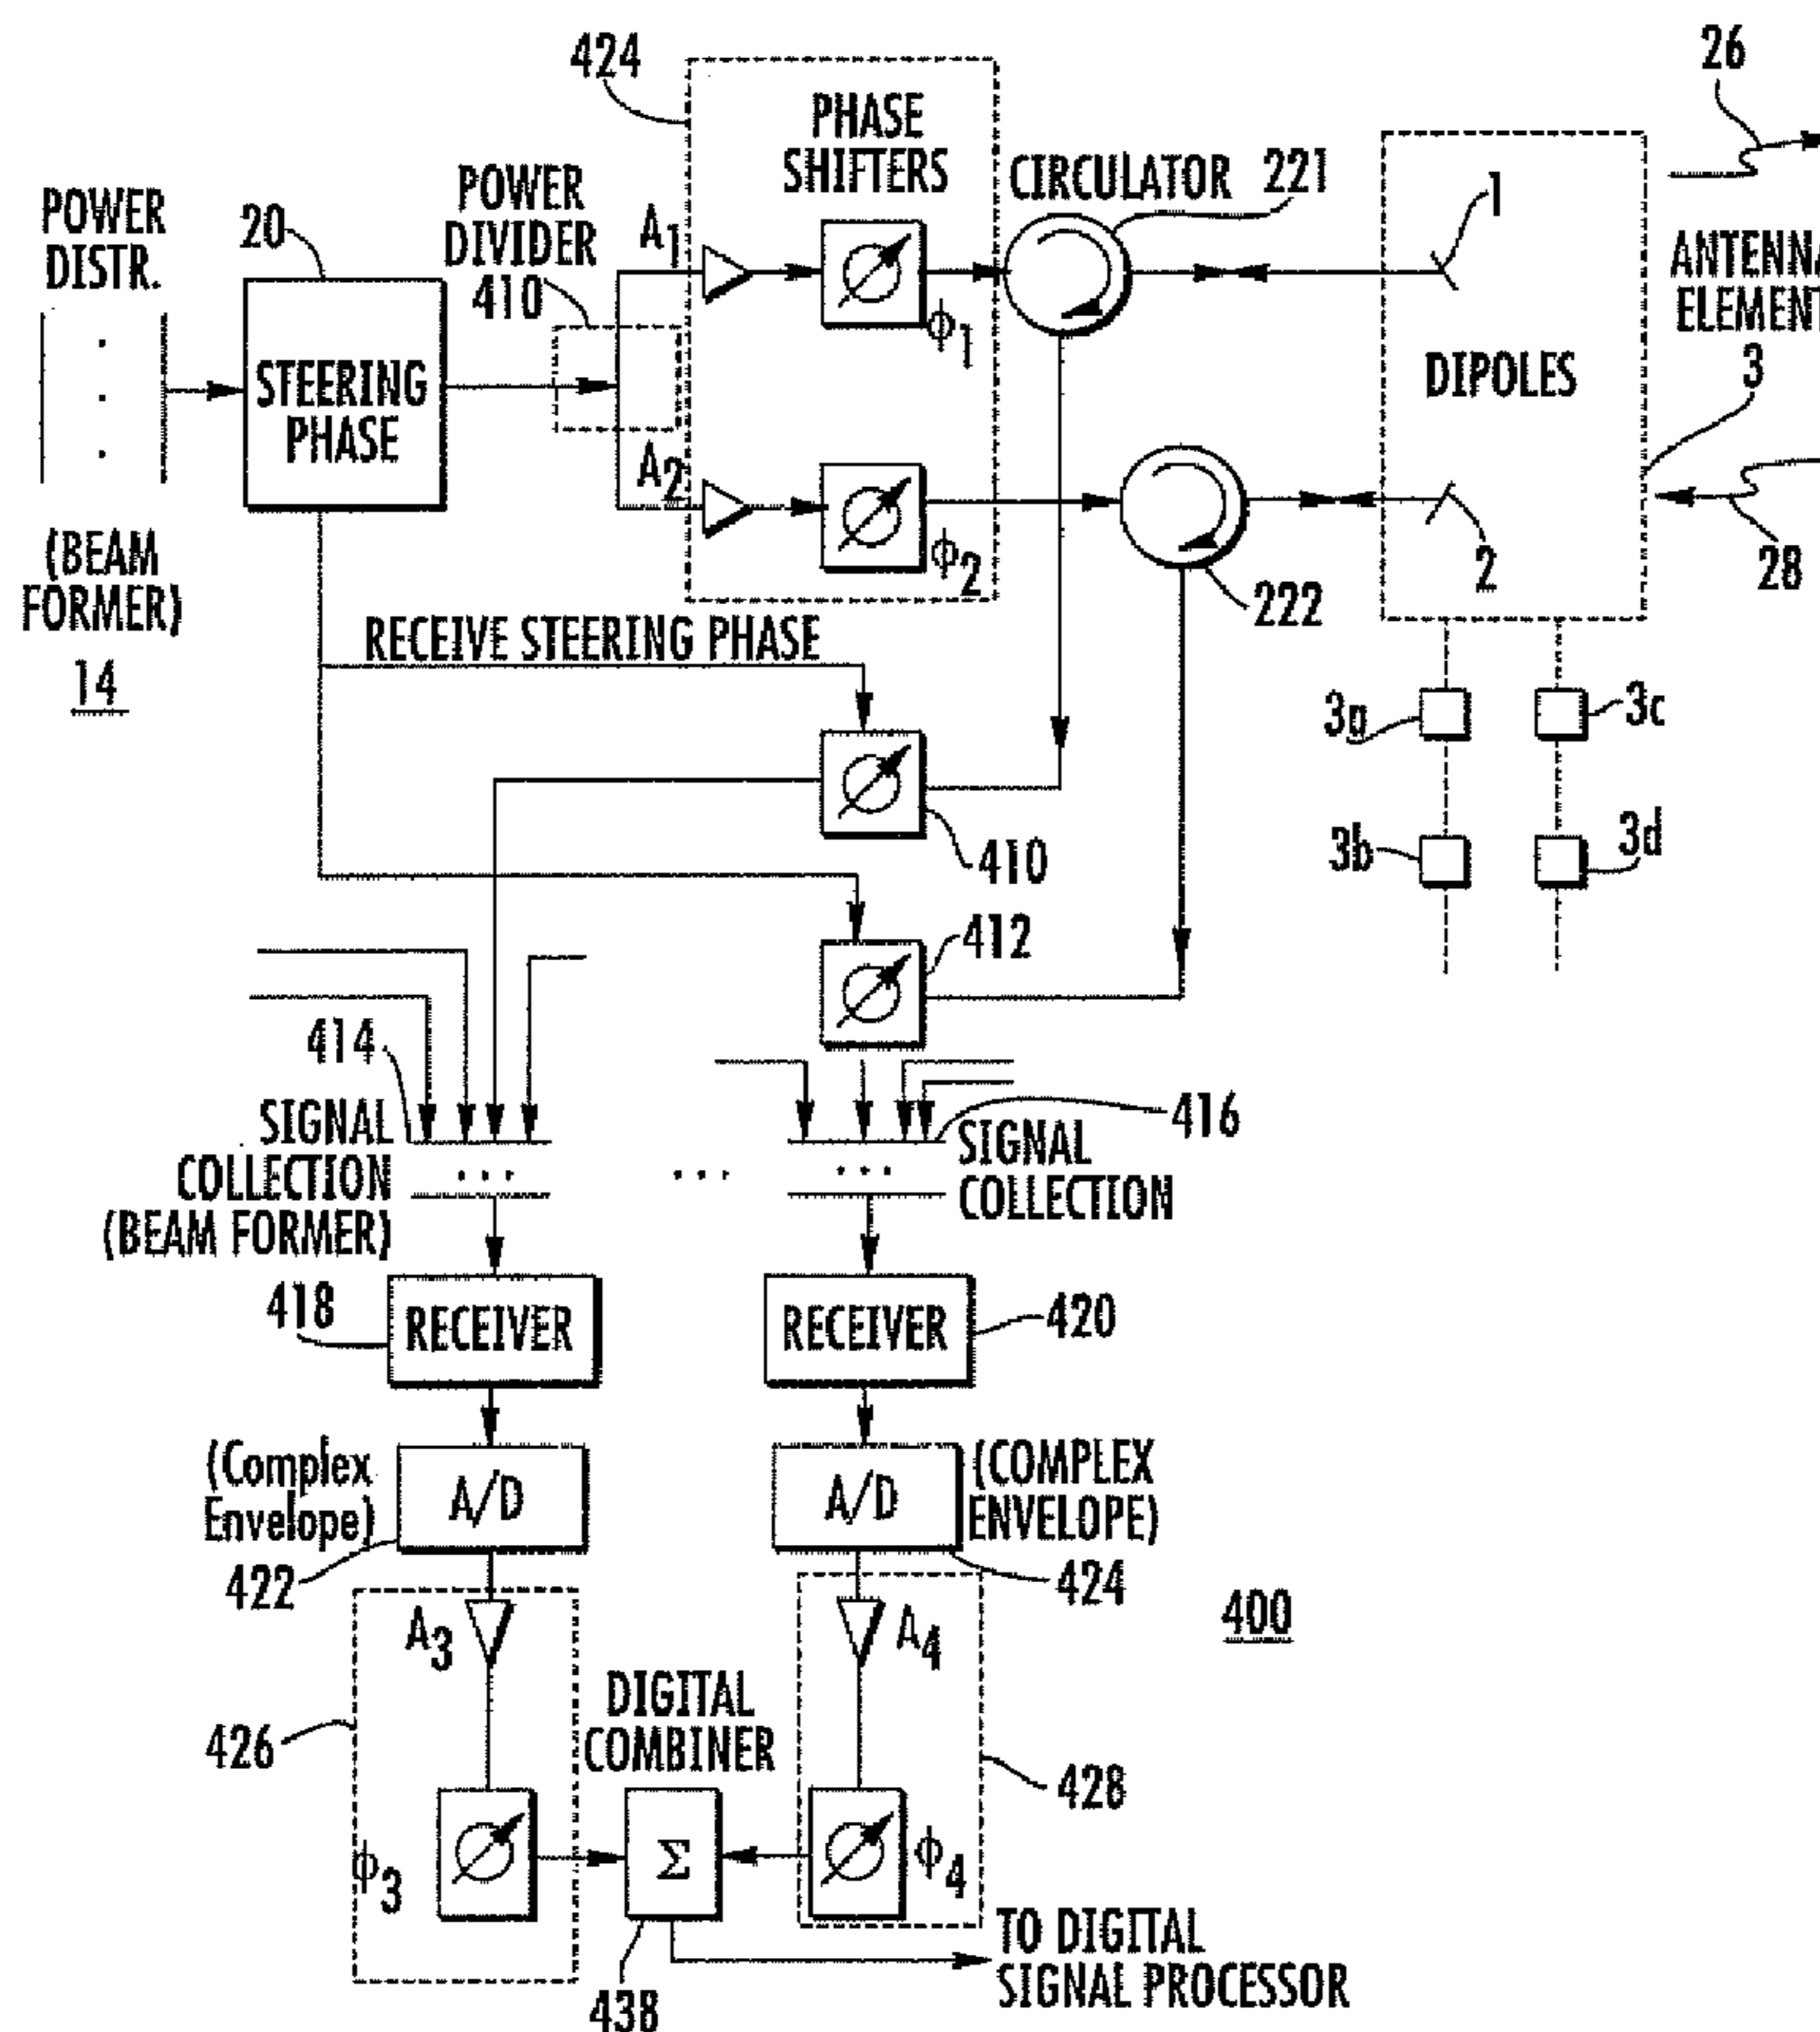 424
26
PHASE
SHIFTERS
CIRCULATOR 221
1
POWER
DISTR.
20
POWER
DIVIDER
410
A1
ϕ1
STEERING
PHASE
DIPOLES
3
A2
ϕ2
2
222
28
(BEAM
FORMER)
14
RECEIVE STEERING PHASE
3a
3c
410
3b
3d
412
414
416
SIGNAL
COLLECTION
(BEAM FORMER)
...
...
...
SIGNAL
COLLECTION
418
RECEIVER
RECEIVER
420
(Complex
Envelope)
A/D
A/D
(COMPLEX
ENVELOPE)
422
424
400
A3
A4
DIGITAL
COMBINER
426
428
ϕ3
Σ
ϕ4
438
TO DIGITAL
SIGNAL PROCESSOR